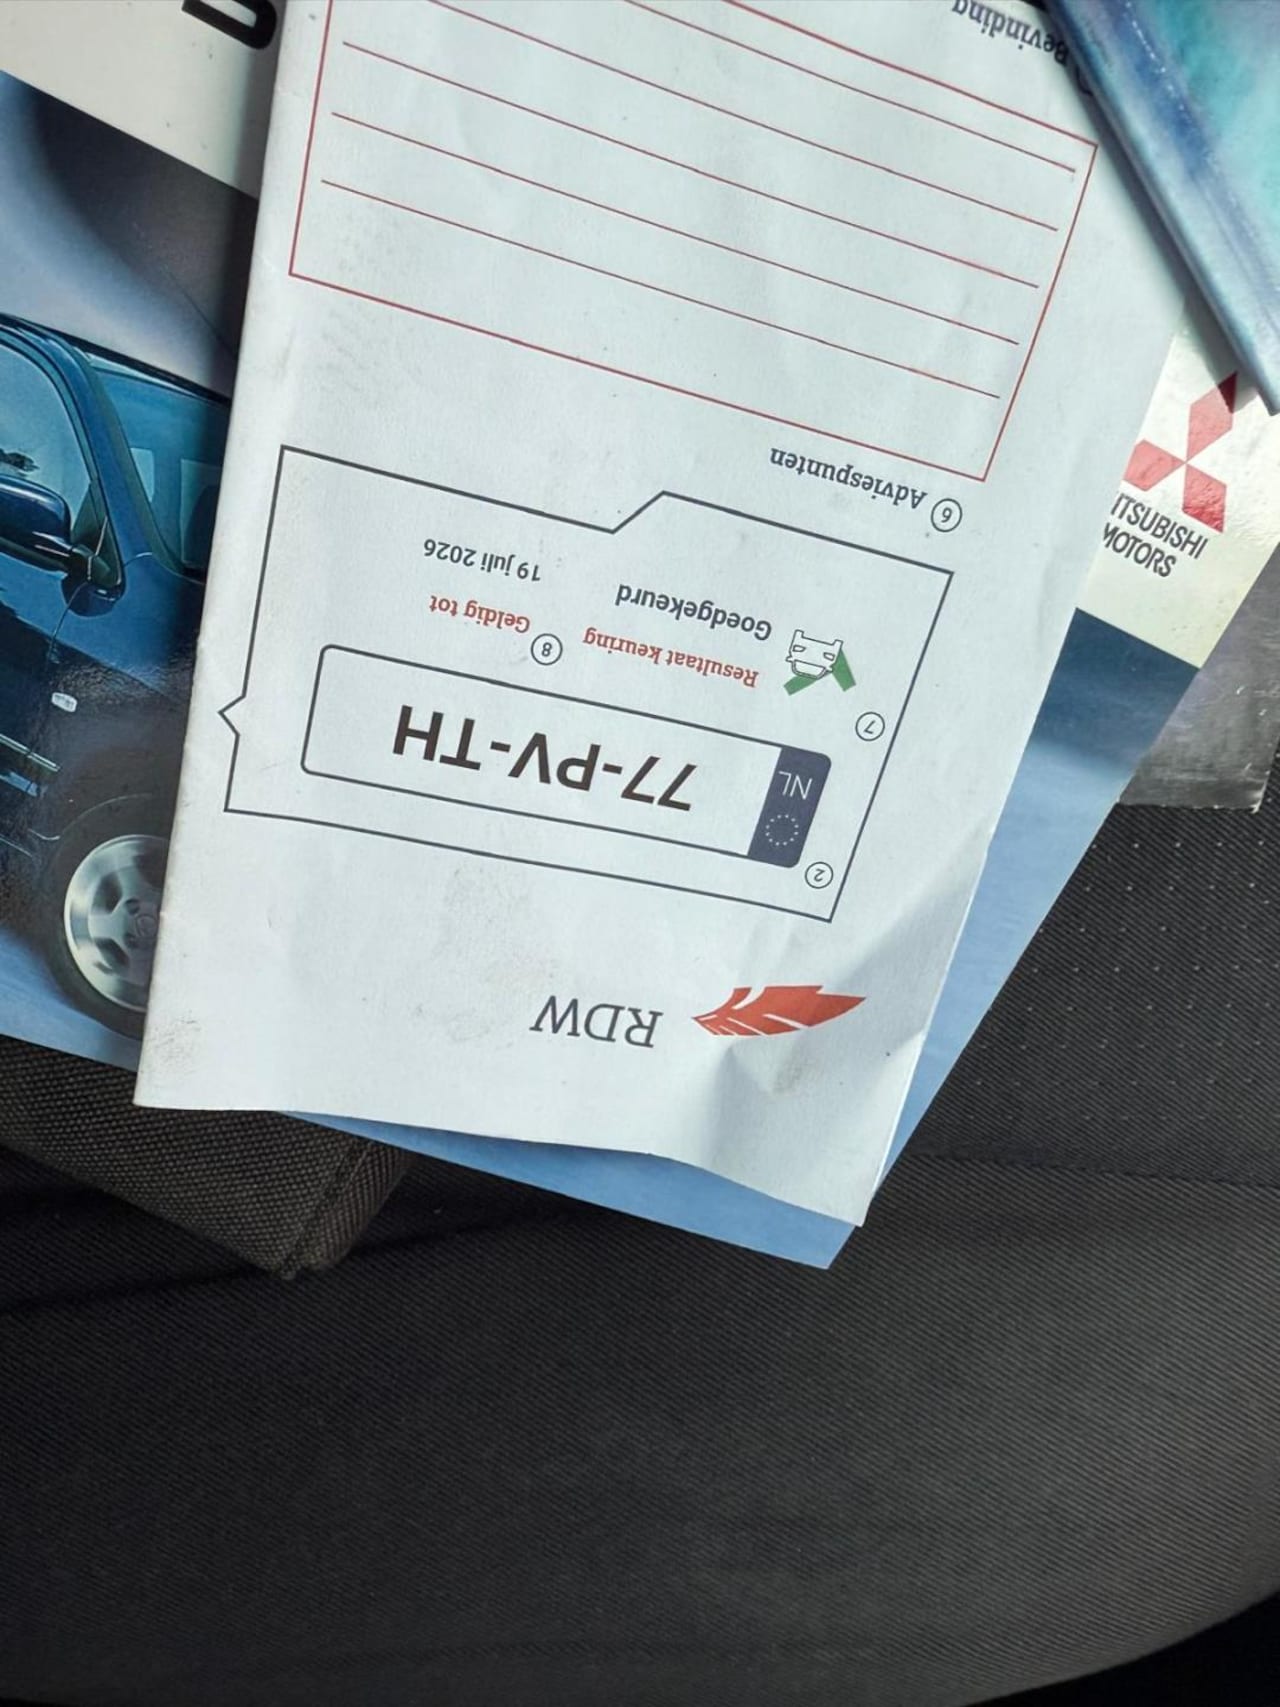 RDW
2
NL
77-PV-TH
7
Resultaat keuring
Goedgekeurd
8
Geldig tot
19 juli 2026
6 Adviespunten
Bevinding
ITSUBISHI
MOTORS